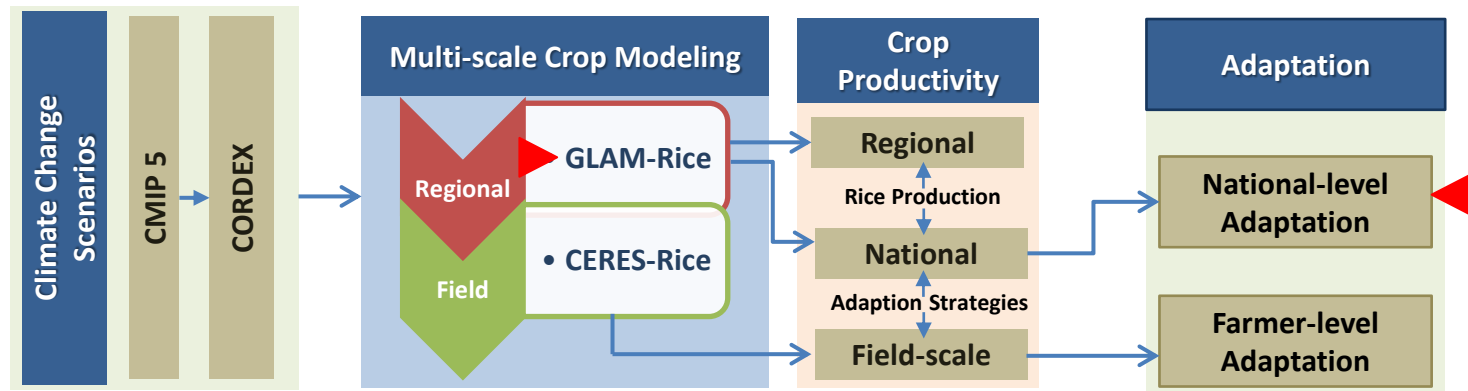 Climate Change
Scenarios
CMIP 5
CORDEX
Multi-scale Crop Modeling
Regional
GLAM-Rice
Field
• CERES-Rice
Crop
Productivity
Regional
Rice Production
National
Adaption Strategies
Field-scale
Adaptation
National-level
Adaptation
Farmer-level
Adaptation